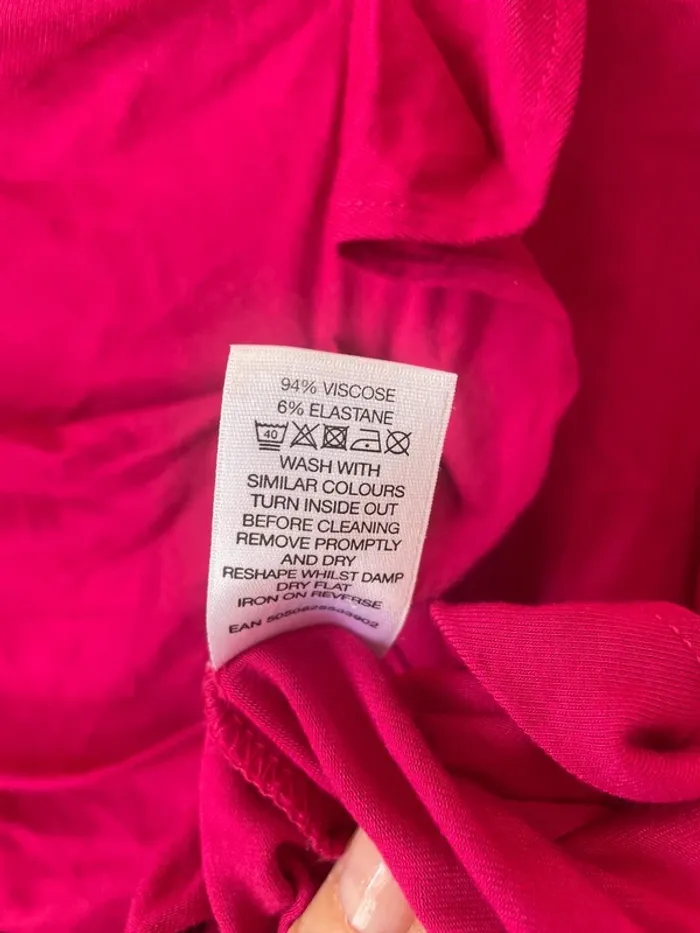 94% VISCOSE
6% ELASTANE
40
WASH WITH
SIMILAR COLOURS
TURN INSIDE OUT
BEFORE CLEANING
REMOVE PROMPTLY
AND DRY
RESHAPE WHILST DAMP
DRY FLAT
IRON ON REVERSE
EAN